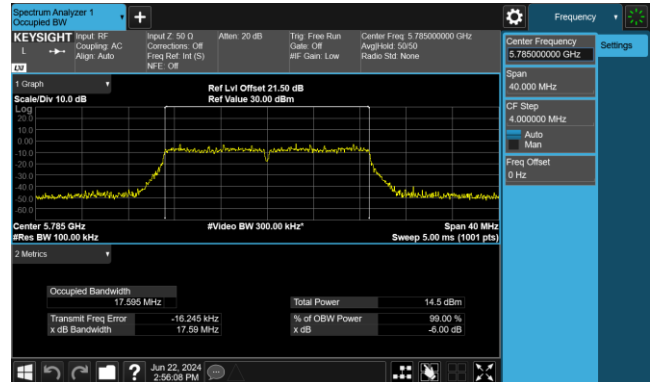 Spectrum Analyzer 1
Occupied BW
Frequency
KEYSIGHT
L
Input: RF
Coupling: AC
Align: Auto
Input Z: 50 Ω
Corrections: Off
Freq Ref: Int (S)
NFE: Off
Atten: 20 dB
Trig: Free Run
Gate: Off
#IF Gain: Low
Center Freq: 5.785000000 GHz
Avg|Hold: 50/50
Radio Std: None
Center Frequency
5.785000000 GHz
Settings
Span
40.000 MHz
CF Step
4.000000 MHz
Auto
Man
Freq Offset
0 Hz
1 Graph
Scale/Div 10.0 dB
Ref Lvl Offset 21.50 dB
Ref Value 30.00 dBm
Log
20.0
10.0
0.00
-10.0
-20.0
-30.0
-40.0
-50.0
-60.0
Center 5.785 GHz
#Res BW 100.00 kHz
#Video BW 300.00 kHz*
Span 40 MHz
Sweep 5.00 ms (1001 pts)
2 Metrics
Occupied Bandwidth
17.595 MHz
Total Power 14.5 dBm
Transmit Freq Error -16.245 kHz
% of OBW Power 99.00 %
x dB Bandwidth 17.59 MHz
x dB -6.00 dB
?
Jun 22, 2024
2:56:08 PM